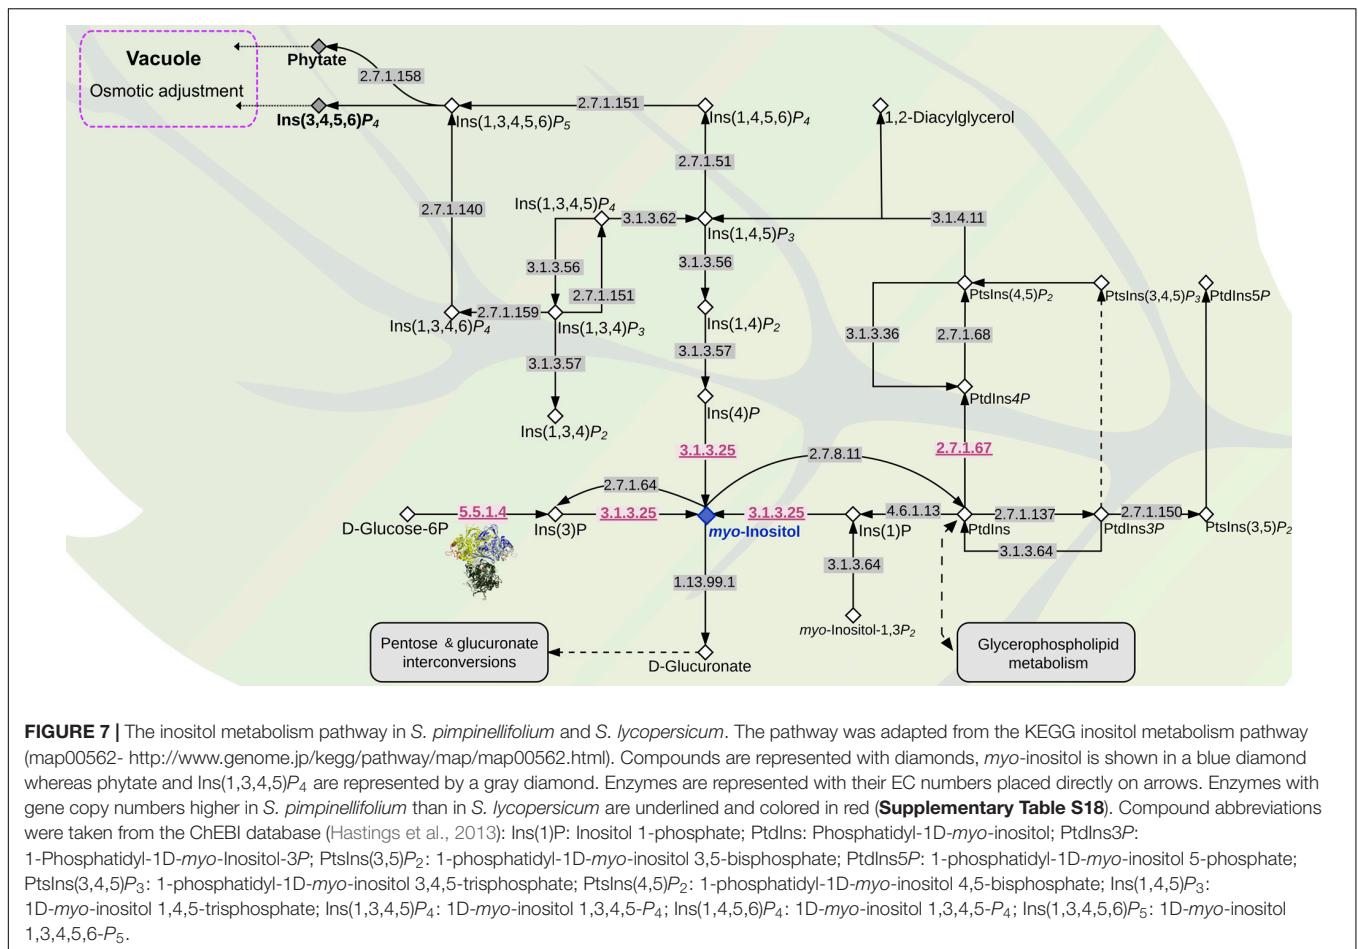 Vacuole
Osmotic adjustment
Phytate
2.7.1.158
Ins(3,4,5,6)P4
Ins(1,3,4,5,6)P5
2.7.1.151
Ins(1,4,5,6)P4
1,2-Diacylglycerol
2.7.1.51
2.7.1.140
Ins(1,3,4,5)P4
3.1.3.62
Ins(1,4,5)P3
3.1.4.11
3.1.3.56
3.1.3.56
2.7.1.151
2.7.1.159
Ins(1,3,4,6)P4
Ins(1,3,4)P3
Ins(1,4)P2
PtsIns(4,5)P2
PtsIns(3,4,5)P3
PtdIns5P
3.1.3.36
2.7.1.68
3.1.3.57
3.1.3.57
PtdIns4P
Ins(1,3,4)P2
Ins(4)P
3.1.3.25
2.7.8.11
2.7.1.67
2.7.1.64
D-Glucose-6P
5.5.1.4
Ins(3)P
3.1.3.25
myo-Inositol
3.1.3.25
Ins(1)P
4.6.1.13
PtdIns
2.7.1.137
PtdIns3P
2.7.1.150
PtsIns(3,5)P2
3.1.3.64
3.1.3.64
1.13.99.1
myo-Inositol-1,3P2
Pentose & glucuronate
interconversions
D-Glucuronate
Glycerophospholipid
metabolism
FIGURE 7 | The inositol metabolism pathway in S. pimpinellifolium and S. lycopersicum. The pathway was adapted from the KEGG inositol metabolism pathway
(map00562- http://www.genome.jp/kegg/pathway/map/map00562.html). Compounds are represented with diamonds, myo-inositol is shown in a blue diamond
whereas phytate and Ins(1,3,4,5)P4 are represented by a gray diamond. Enzymes are represented with their EC numbers placed directly on arrows. Enzymes with
gene copy numbers higher in S. pimpinellifolium than in S. lycopersicum are underlined and colored in red (Supplementary Table S18). Compound abbreviations
were taken from the ChEBI database (Hastings et al., 2013): Ins(1)P: Inositol 1-phosphate; PtdIns: Phosphatidyl-1D-myo-inositol; PtdIns3P:
1-Phosphatidyl-1D-myo-Inositol-3P; PtsIns(3,5)P2: 1-phosphatidyl-1D-myo-inositol 3,5-bisphosphate; PtdIns5P: 1-phosphatidyl-1D-myo-inositol 5-phosphate;
PtsIns(3,4,5)P3: 1-phosphatidyl-1D-myo-inositol 3,4,5-trisphosphate; PtsIns(4,5)P2: 1-phosphatidyl-1D-myo-inositol 4,5-bisphosphate; Ins(1,4,5)P3:
1D-myo-inositol 1,4,5-trisphosphate; Ins(1,3,4,5)P4: 1D-myo-inositol 1,3,4,5-P4; Ins(1,4,5,6)P4: 1D-myo-inositol 1,3,4,5-P4; Ins(1,3,4,5,6)P5: 1D-myo-inositol
1,3,4,5,6-P5.